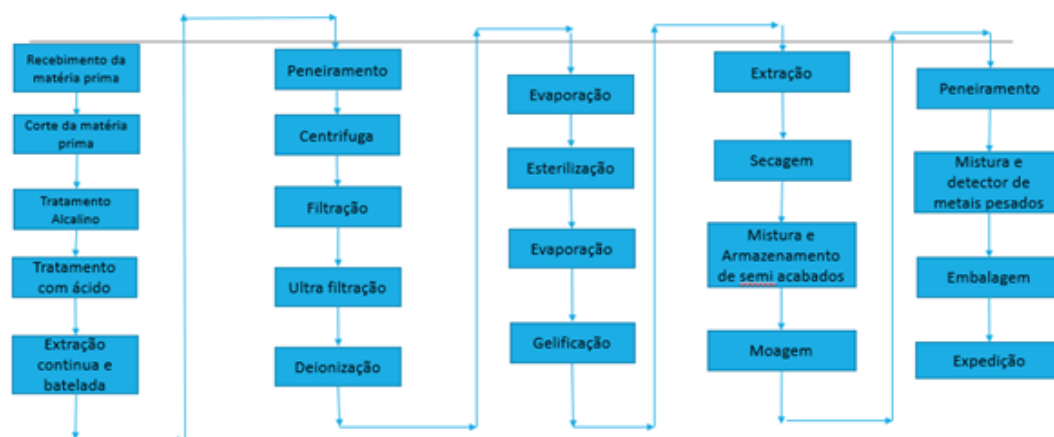 Recebimento da
matéria prima
Corte da matéria
prima
Tratamento
Alcalino
Tratamento
com ácido
Extração
continua e
batelada
Peneiramento
Centrifuga
Filtração
Ultra filtração
Deionização
Evaporação
Esterilização
Evaporação
Gelificação
Extração
Secagem
Mistura e
Armazenamento
de semi acabados
Moagem
Peneiramento
Mistura e
detector de
metais pesados
Embalagem
Expedição